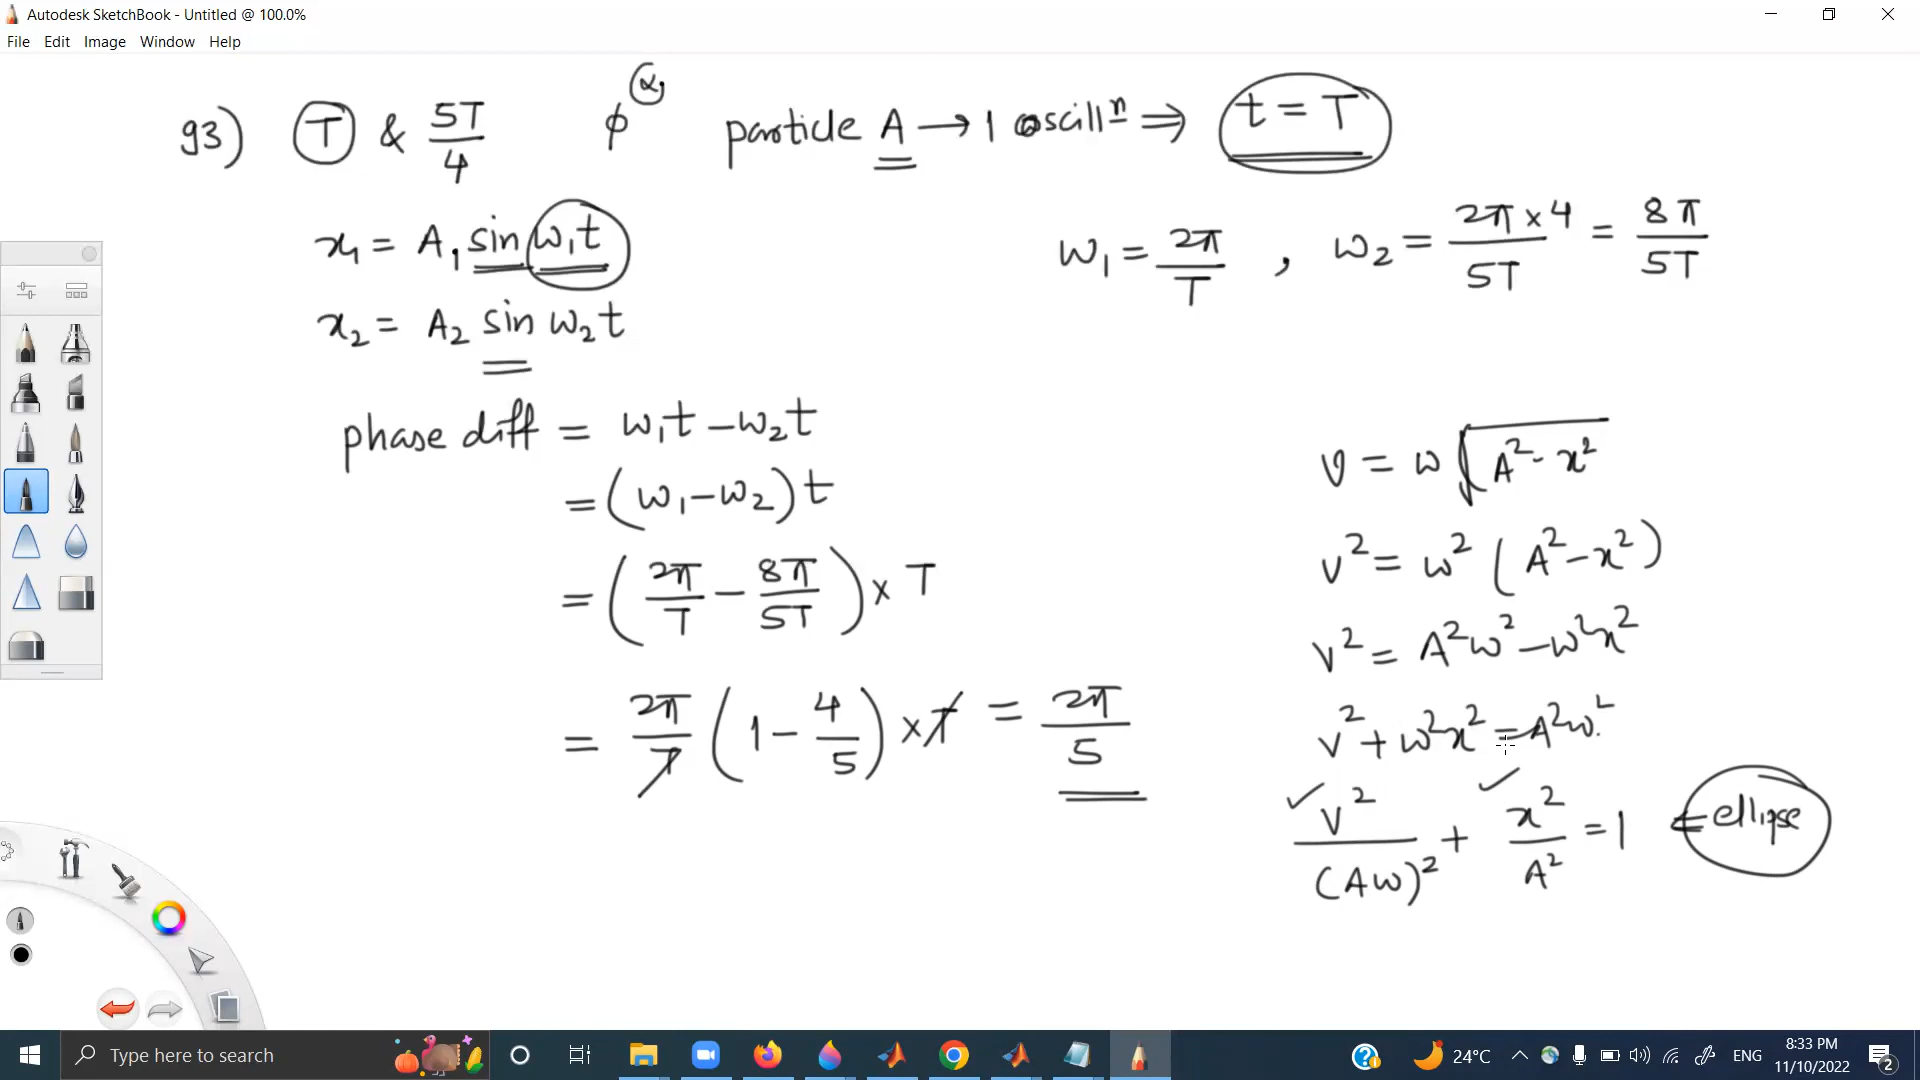 Autodesk SketchBook - Untitled @ 100.0%
File Edit Image Window Help
93) T & 5T/4 ϕ α, particle A → 1 oscillⁿ ⇒ t = T
x₁ = A₁ sin ω₁t
ω₁ = 2π/T , ω₂ = 2π×4/5T = 8π/5T
x₂ = A₂ sin ω₂t
phase diff = ω₁t – ω₂t
= (ω₁–ω₂)t
= (2π/T – 8π/5T) × T
= 2π/T (1 – 4/5) × T = 2π/5
v = ω √(A² - x²)
v² = ω² (A² – x²)
v² = A²ω² – ω²x²
v² + ω²x² = A²ω²
✓ v²/(Aω)² + ✓ x²/A² = 1 ← ellipse
Type here to search
24°C
ENG
8:33 PM
11/10/2022
2